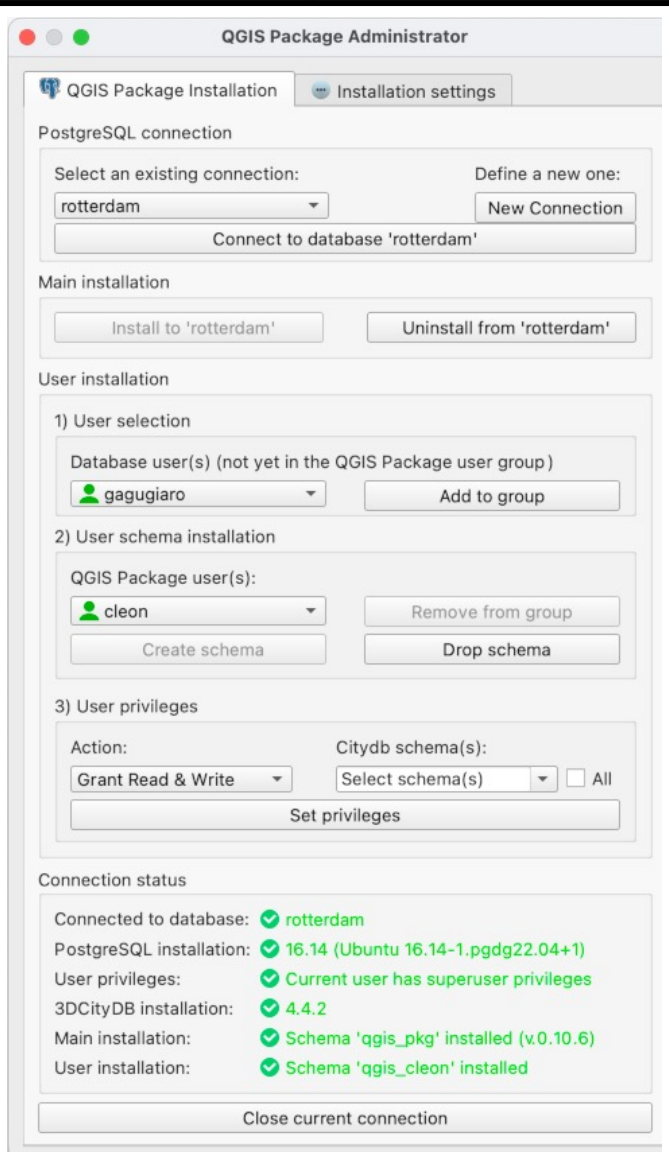 QGIS Package Administrator
QGIS Package Installation
Installation settings
PostgreSQL connection
Select an existing connection:
Define a new one:
rotterdam
New Connection
Connect to database 'rotterdam'
Main installation
Install to 'rotterdam'
Uninstall from 'rotterdam'
User installation
1) User selection
Database user(s) (not yet in the QGIS Package user group)
gagugiaro
Add to group
2) User schema installation
QGIS Package user(s):
cleon
Remove from group
Create schema
Drop schema
3) User privileges
Action:
Citydb schema(s):
Grant Read & Write
Select schema(s)
All
Set privileges
Connection status
Connected to database: rotterdam
PostgreSQL installation: 16.14 (Ubuntu 16.14-1.pgdg22.04+1)
User privileges: Current user has superuser privileges
3DCityDB installation: 4.4.2
Main installation: Schema 'qgis_pkg' installed (v.0.10.6)
User installation: Schema 'qgis_cleon' installed
Close current connection